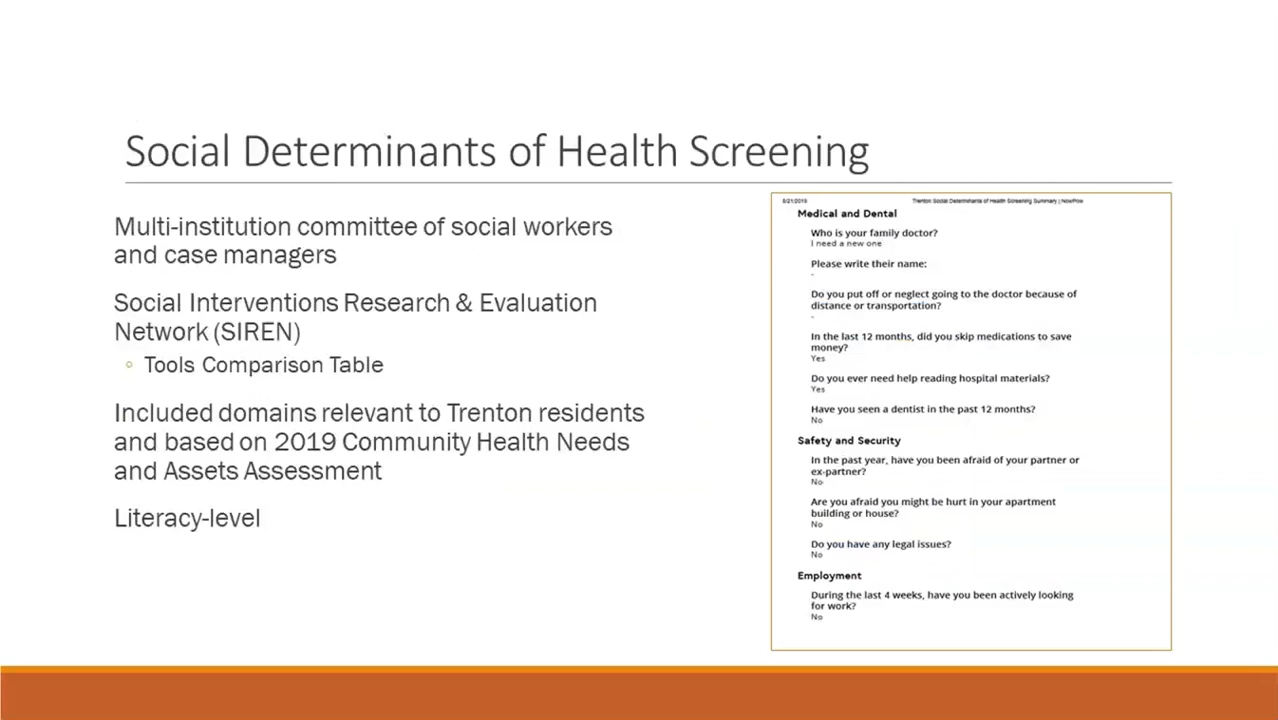 Social Determinants of Health Screening
Multi-institution committee of social workers
and case managers
Social Interventions Research & Evaluation
Network (SIREN)
Tools Comparison Table
Included domains relevant to Trenton residents
and based on 2019 Community Health Needs
and Assets Assessment
Literacy-level
8/21/2019 Trenton Social Determinants of Health Screening Summary | NowPow
Medical and Dental
Who is your family doctor?
I need a new one
Please write their name:
-
Do you put off or neglect going to the doctor because of
distance or transportation?
-
In the last 12 months, did you skip medications to save
money?
Yes
Do you ever need help reading hospital materials?
Yes
Have you seen a dentist in the past 12 months?
No
Safety and Security
In the past year, have you been afraid of your partner or
ex-partner?
No
Are you afraid you might be hurt in your apartment
building or house?
No
Do you have any legal issues?
No
Employment
During the last 4 weeks, have you been actively looking
for work?
No